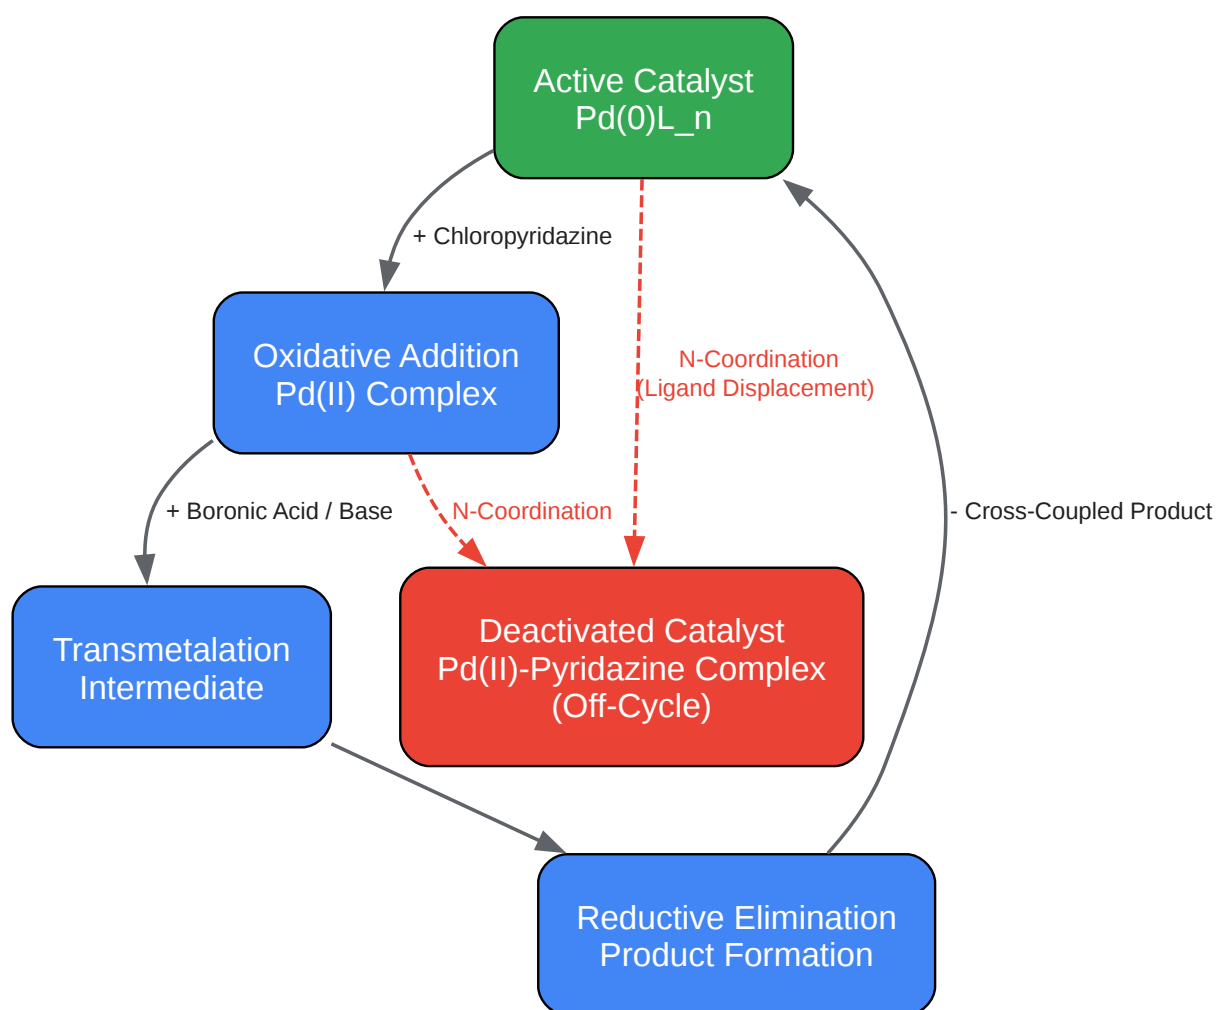 Active Catalyst
Pd(0)L_n
+ Chloropyridazine
Oxidative Addition
Pd(II) Complex
N-Coordination
(Ligand Displacement)
+ Boronic Acid / Base
N-Coordination
- Cross-Coupled Product
Transmetalation
Intermediate
Deactivated Catalyst
Pd(II)-Pyridazine Complex
(Off-Cycle)
Reductive Elimination
Product Formation